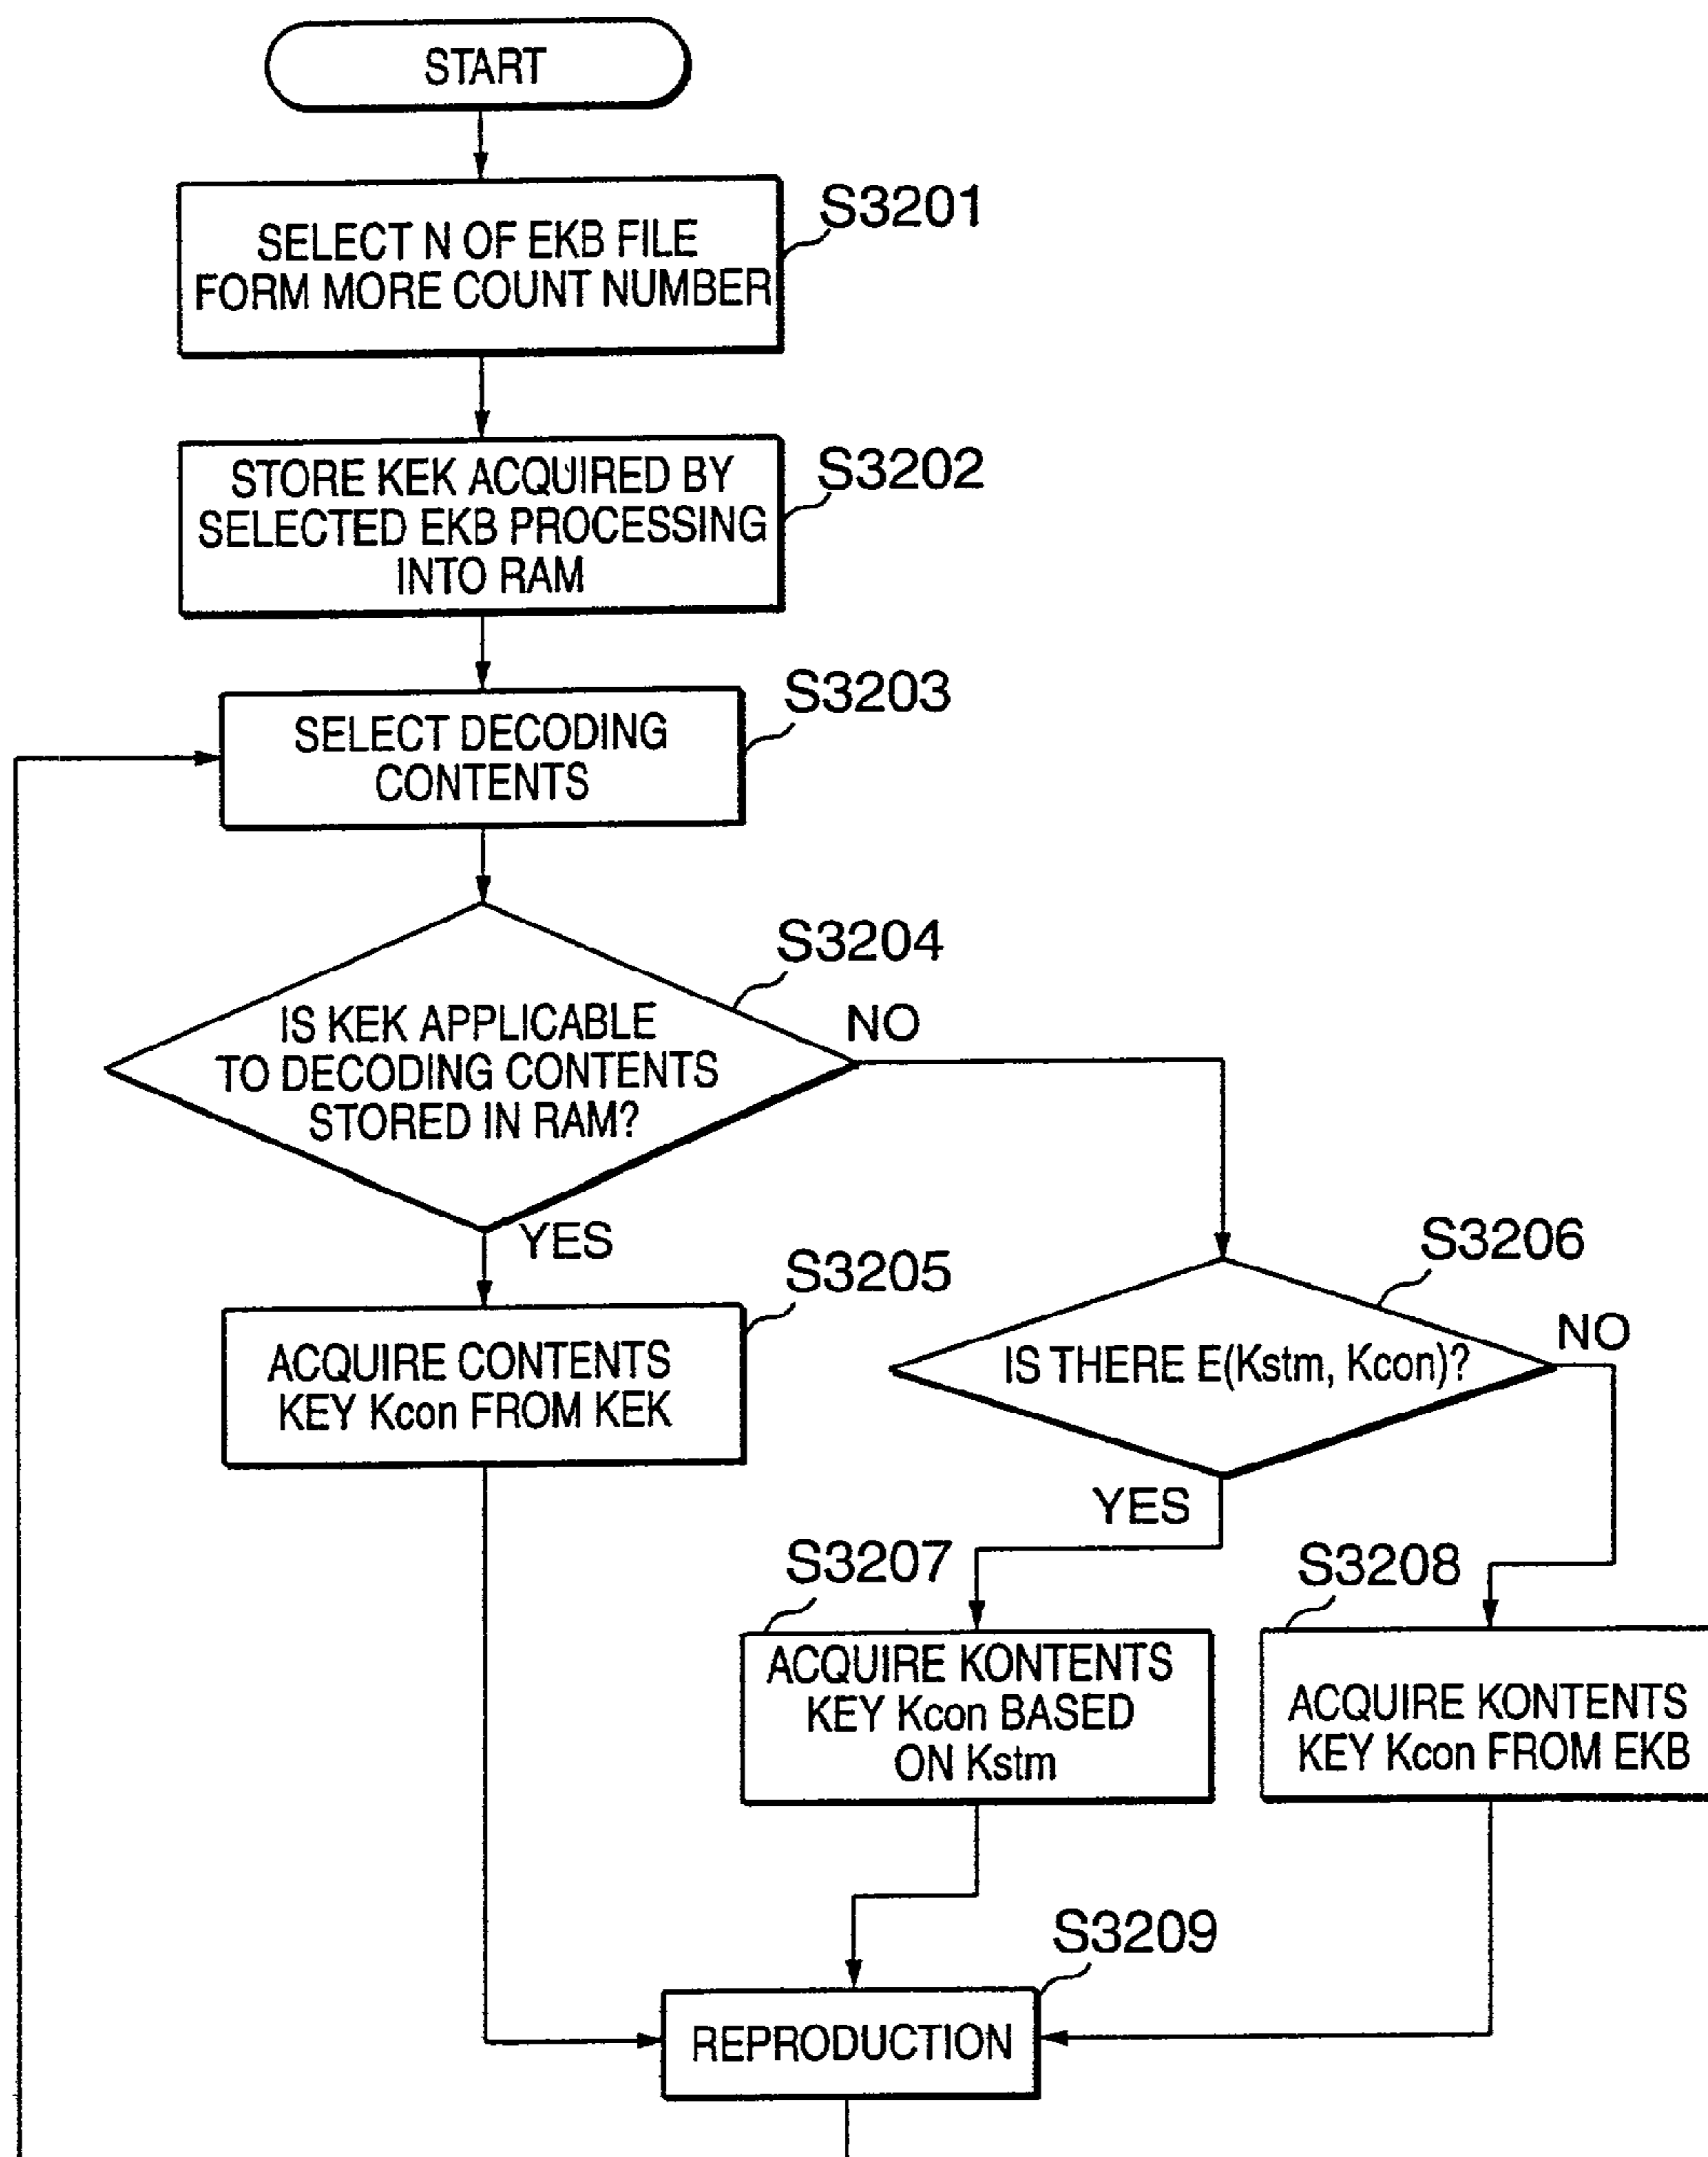 START
S3201
SELECT N OF EKB FILE
FORM MORE COUNT NUMBER
S3202
STORE KEK ACQUIRED BY
SELECTED EKB PROCESSING
INTO RAM
S3203
SELECT DECODING
CONTENTS
S3204
IS KEK APPLICABLE
TO DECODING CONTENTS
STORED IN RAM?
NO
YES
S3205
ACQUIRE CONTENTS
KEY Kcon FROM KEK
S3206
IS THERE E(Kstm, Kcon)?
NO
YES
S3207
ACQUIRE KONTENTS
KEY Kcon BASED
ON Kstm
S3208
ACQUIRE KONTENTS
KEY Kcon FROM EKB
S3209
REPRODUCTION